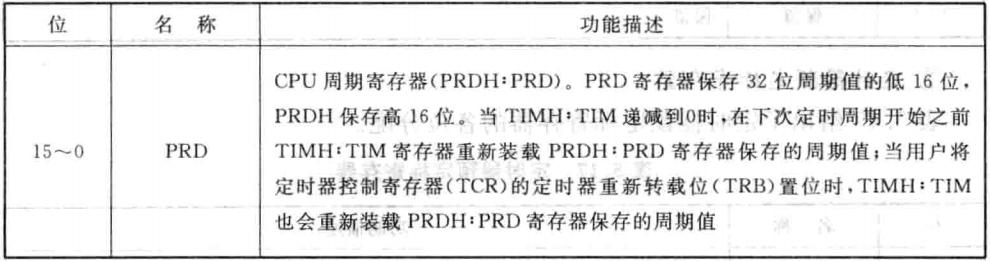 位 名 称 功能描述
CPU 周期寄存器(PRDH:PRD)。PRD 寄存器保存 32 位周期值的低 16 位,
PRDH 保存高 16 位。当 TIMH:TIM 递减到0时,在下次定时周期开始之前
15~0 PRD TIMH:TIM 寄存器重新装载 PRDH:PRD 寄存器保存的周期值;当用户将
定时器控制寄存器(TCR)的定时器重新转载位(TRB)置位时,TIMH:TIM
也会重新装载 PRDH:PRD 寄存器保存的周期值